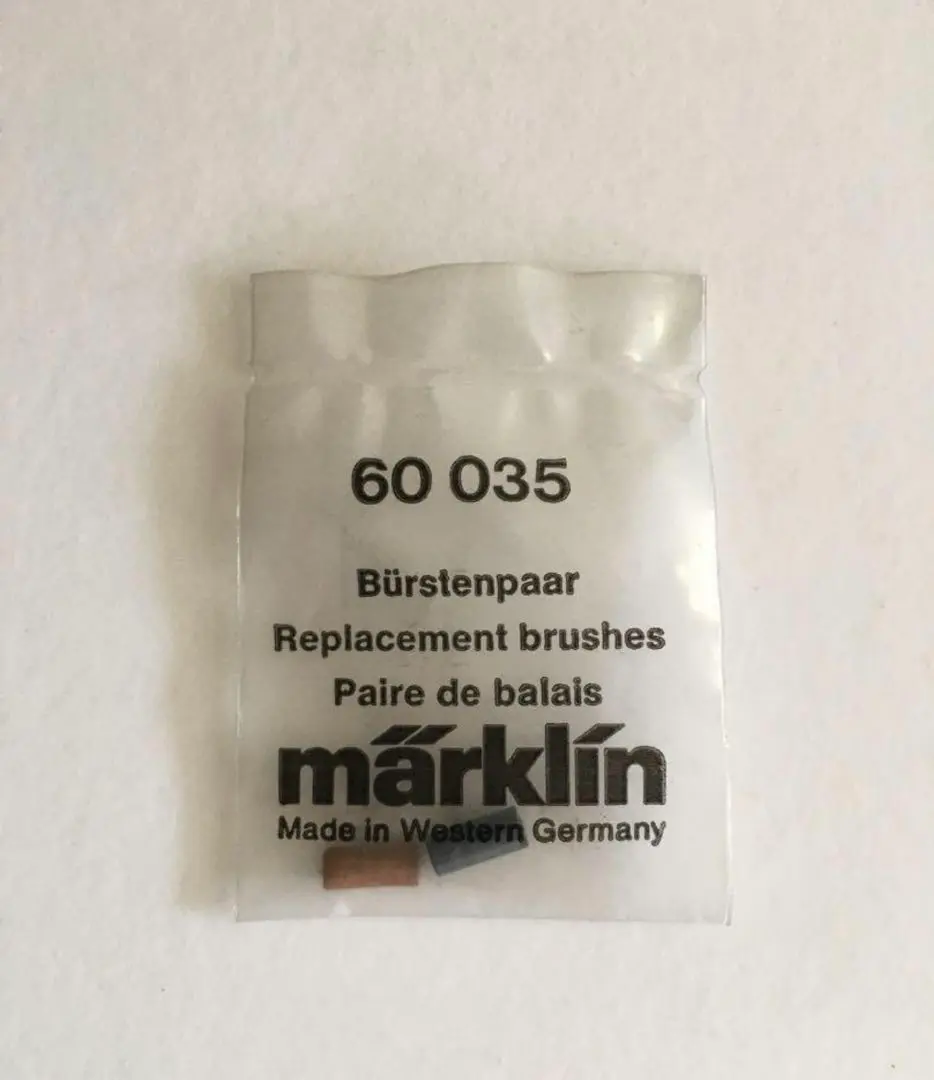 60 035
Bürstenpaar
Replacement brushes
Paire de balais
märklin
Made in Western Germany